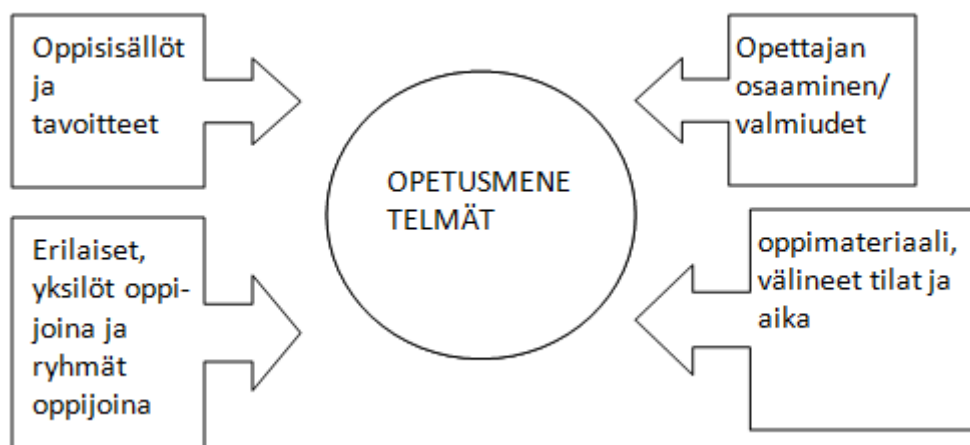 Oppisisällöt
ja
tavoitteet
Opettajan
osaaminen/
valmiudet
OPETUSMENE
TELMÄT
Erilaiset,
yksilöt oppi-
joina ja
ryhmät
oppijoina
oppimateriaali,
välineet tilat ja
aika